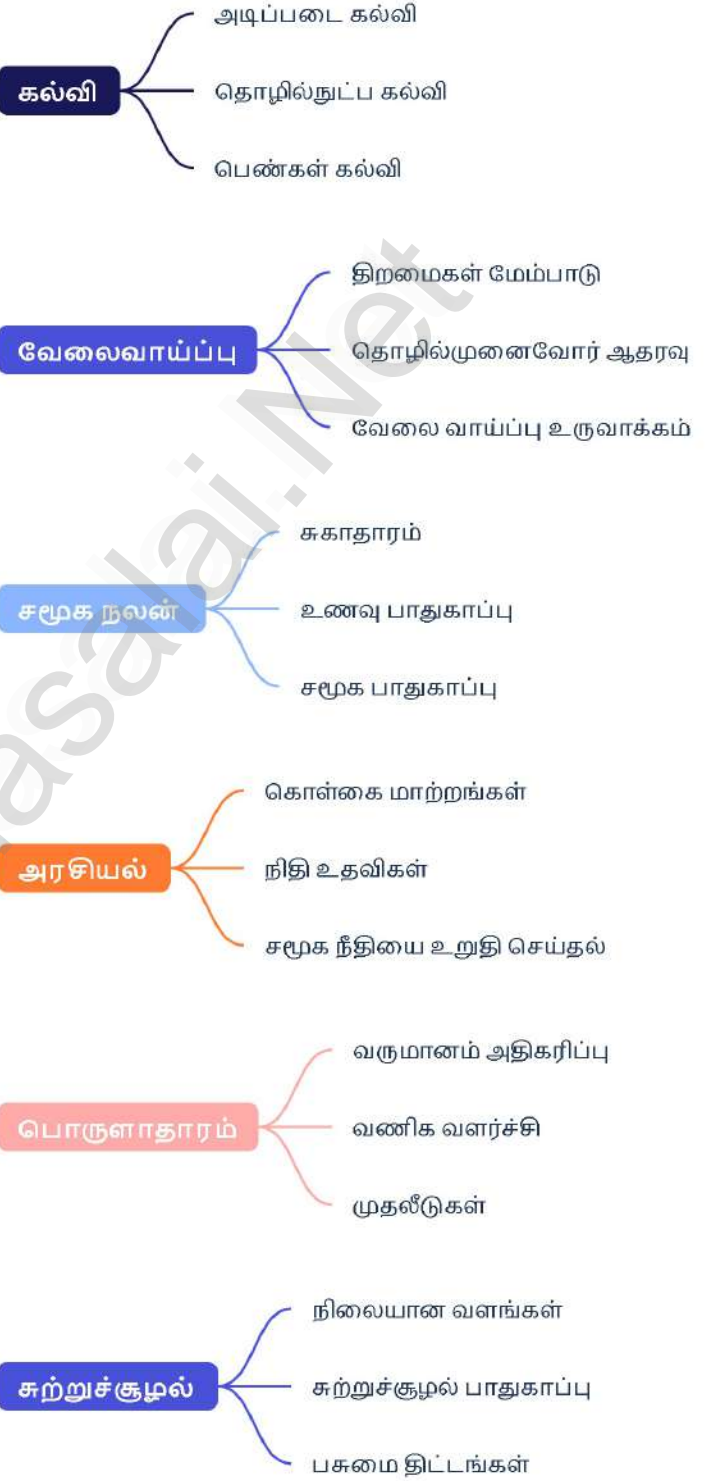 கல்வி
அடிப்படை கல்வி
தொழில்நுட்ப கல்வி
பெண்கள் கல்வி
வேலைவாய்ப்பு
திறமைகள் மேம்பாடு
தொழில்முனைவோர் ஆதரவு
வேலை வாய்ப்பு உருவாக்கம்
சமூக நலன்
சுகாதாரம்
உணவு பாதுகாப்பு
சமூக பாதுகாப்பு
அரசியல்
கொள்கை மாற்றங்கள்
நிதி உதவிகள்
சமூக நீதியை உறுதி செய்தல்
பொருளாதாரம்
வருமானம் அதிகரிப்பு
வணிக வளர்ச்சி
முதலீடுகள்
சுற்றுச்சூழல்
நிலையான வளங்கள்
சுற்றுச்சூழல் பாதுகாப்பு
பசுமை திட்டங்கள்
asalai.Net